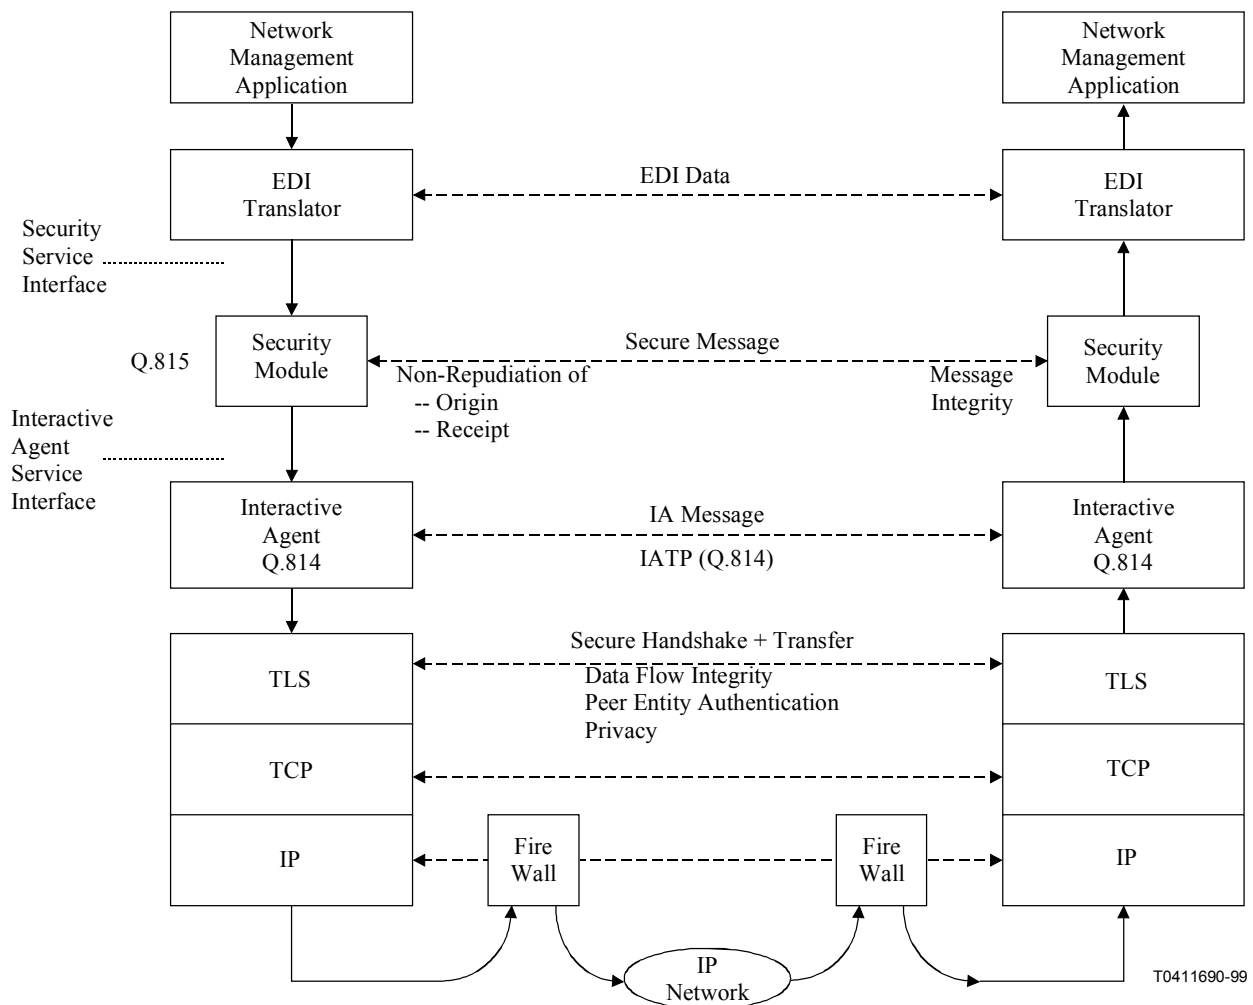 Network
Management
Application
Network
Management
Application
EDI
Translator
EDI Data
EDI
Translator
Security
Service
Interface
Q.815
Security
Module
Secure Message
Non-Repudiation of
-- Origin
-- Receipt
Message
Integrity
Security
Module
Interactive
Agent
Service
Interface
Interactive
Agent
Q.814
IA Message
IATP (Q.814)
Interactive
Agent
Q.814
TLS
Secure Handshake + Transfer
Data Flow Integrity
Peer Entity Authentication
Privacy
TLS
TCP
TCP
IP
Fire
Wall
Fire
Wall
IP
IP
Network
T0411690-99